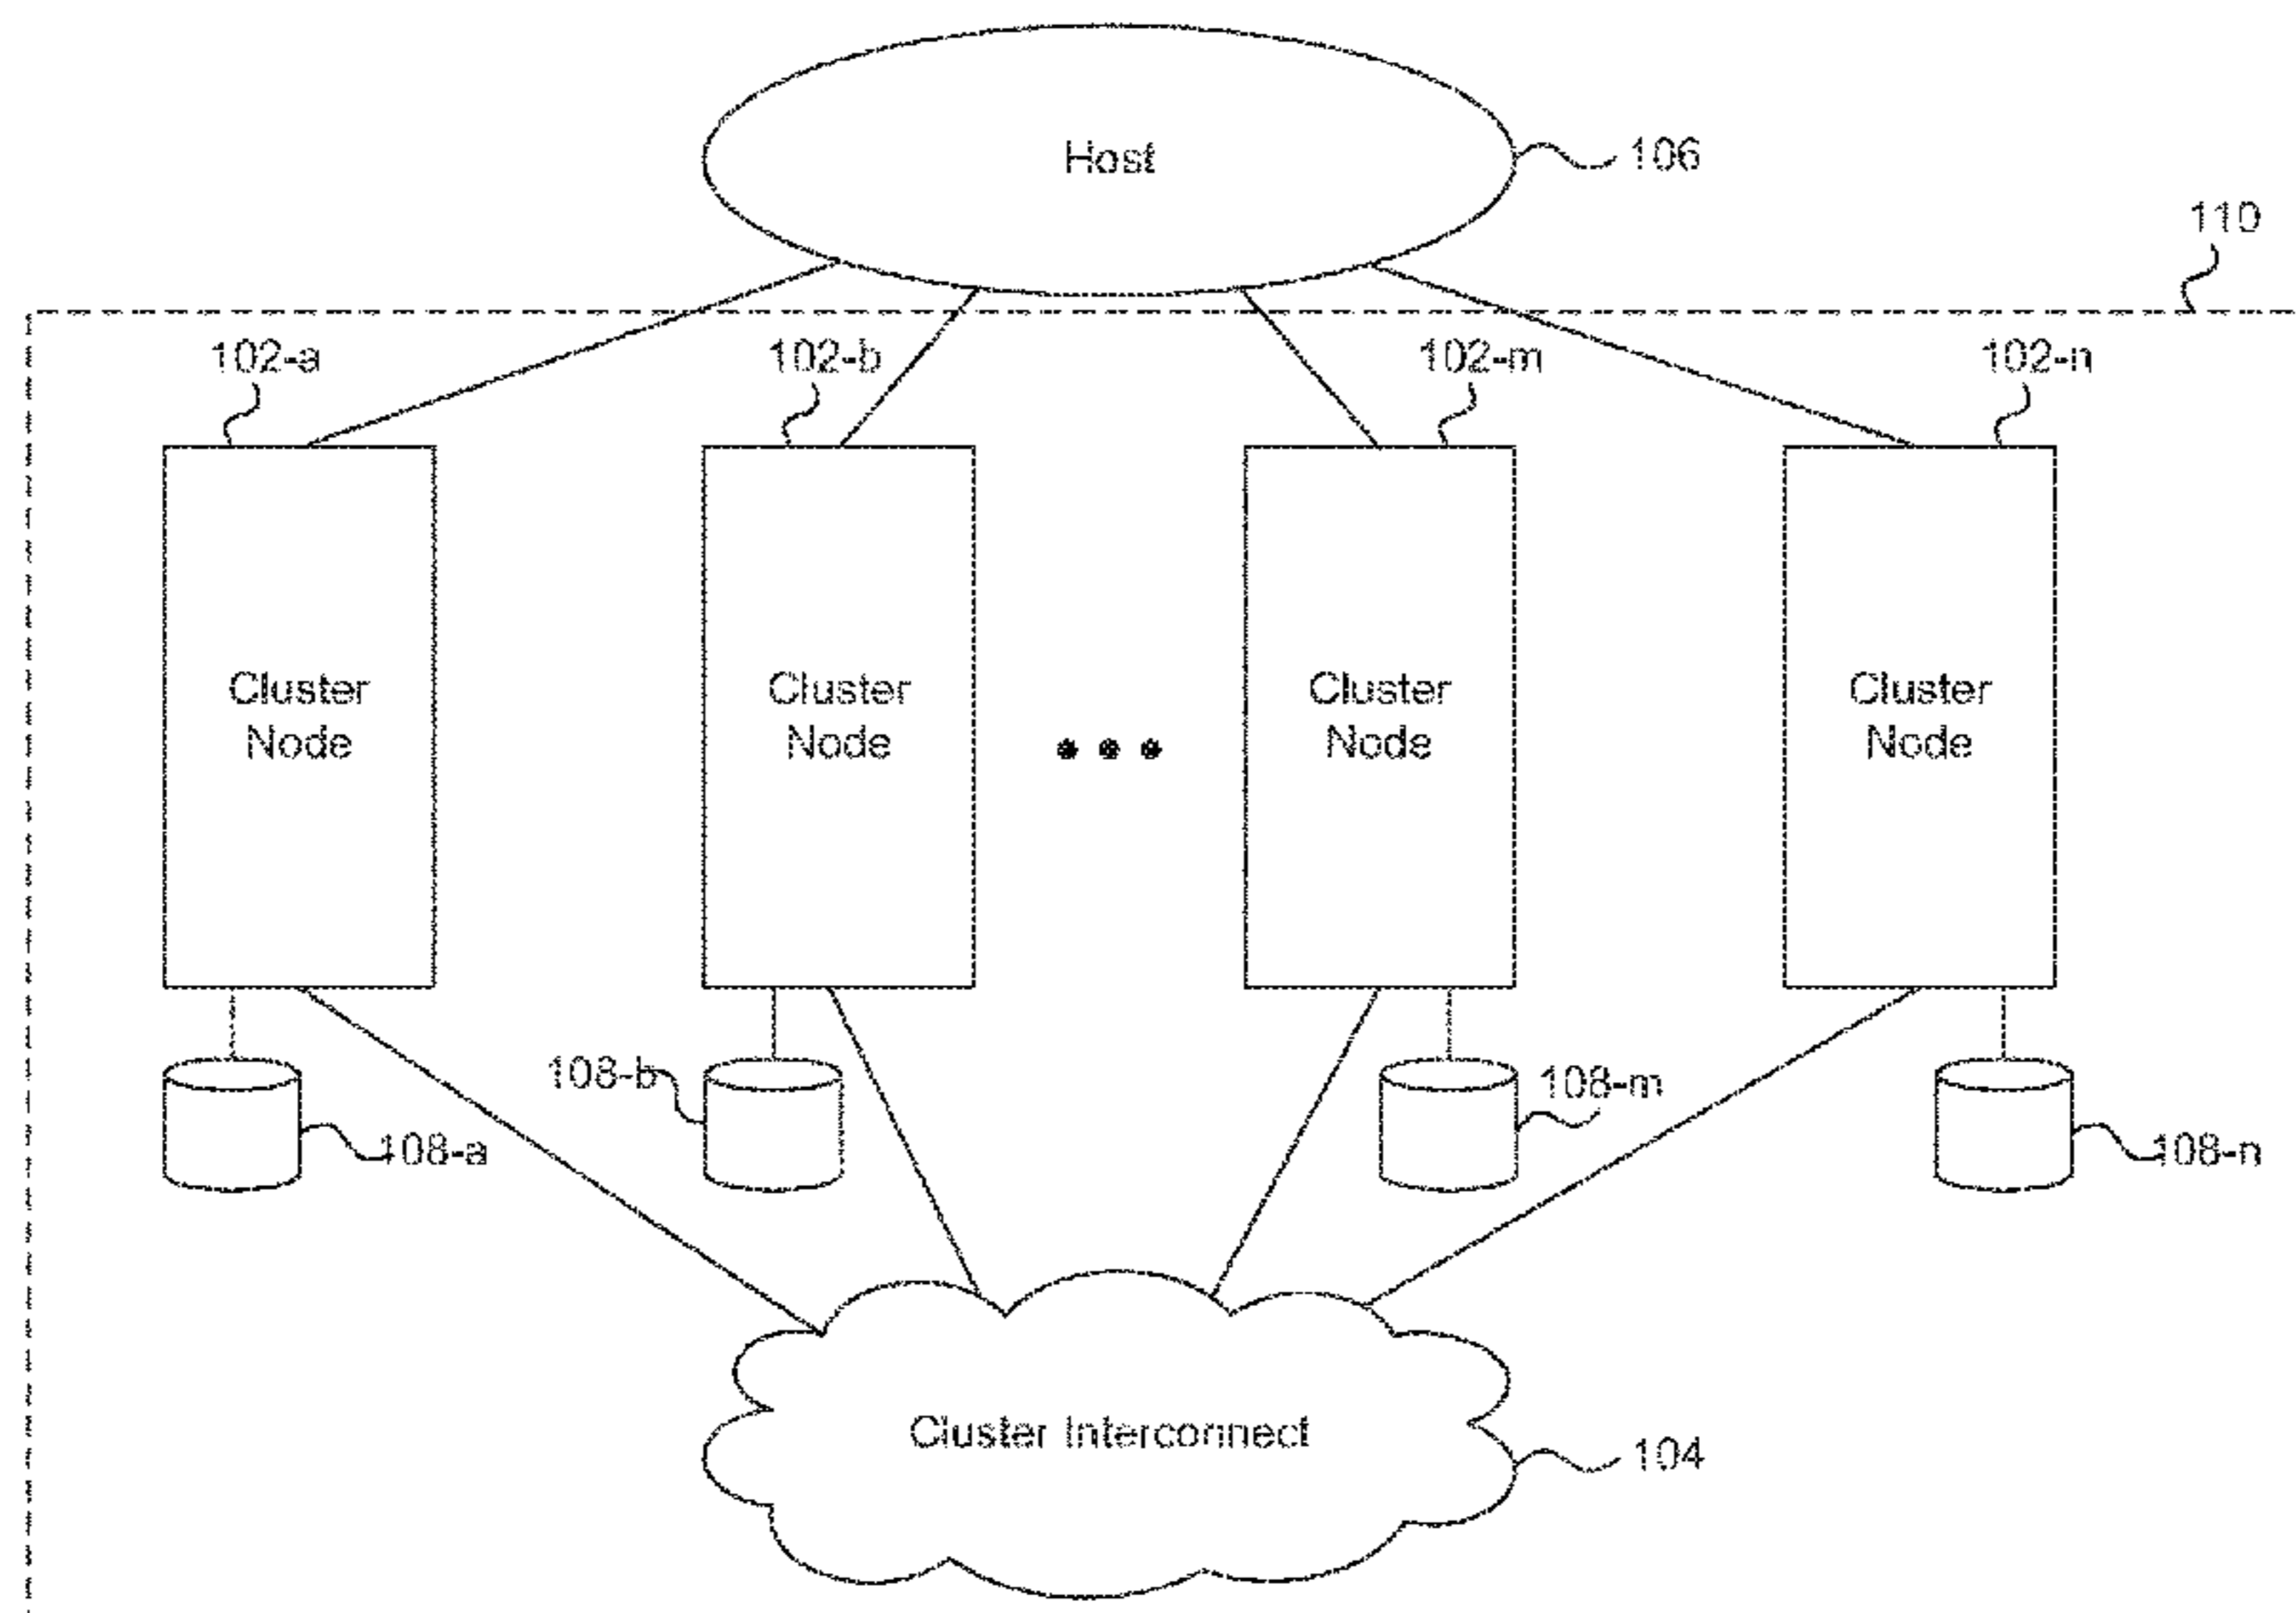 Host
106
110
102-a
102-b
102-m
102-n
Cluster
Node
Cluster
Node
Cluster
Node
Cluster
Node
108-b
108-m
108-a
108-n
Cluster Interconnect
104